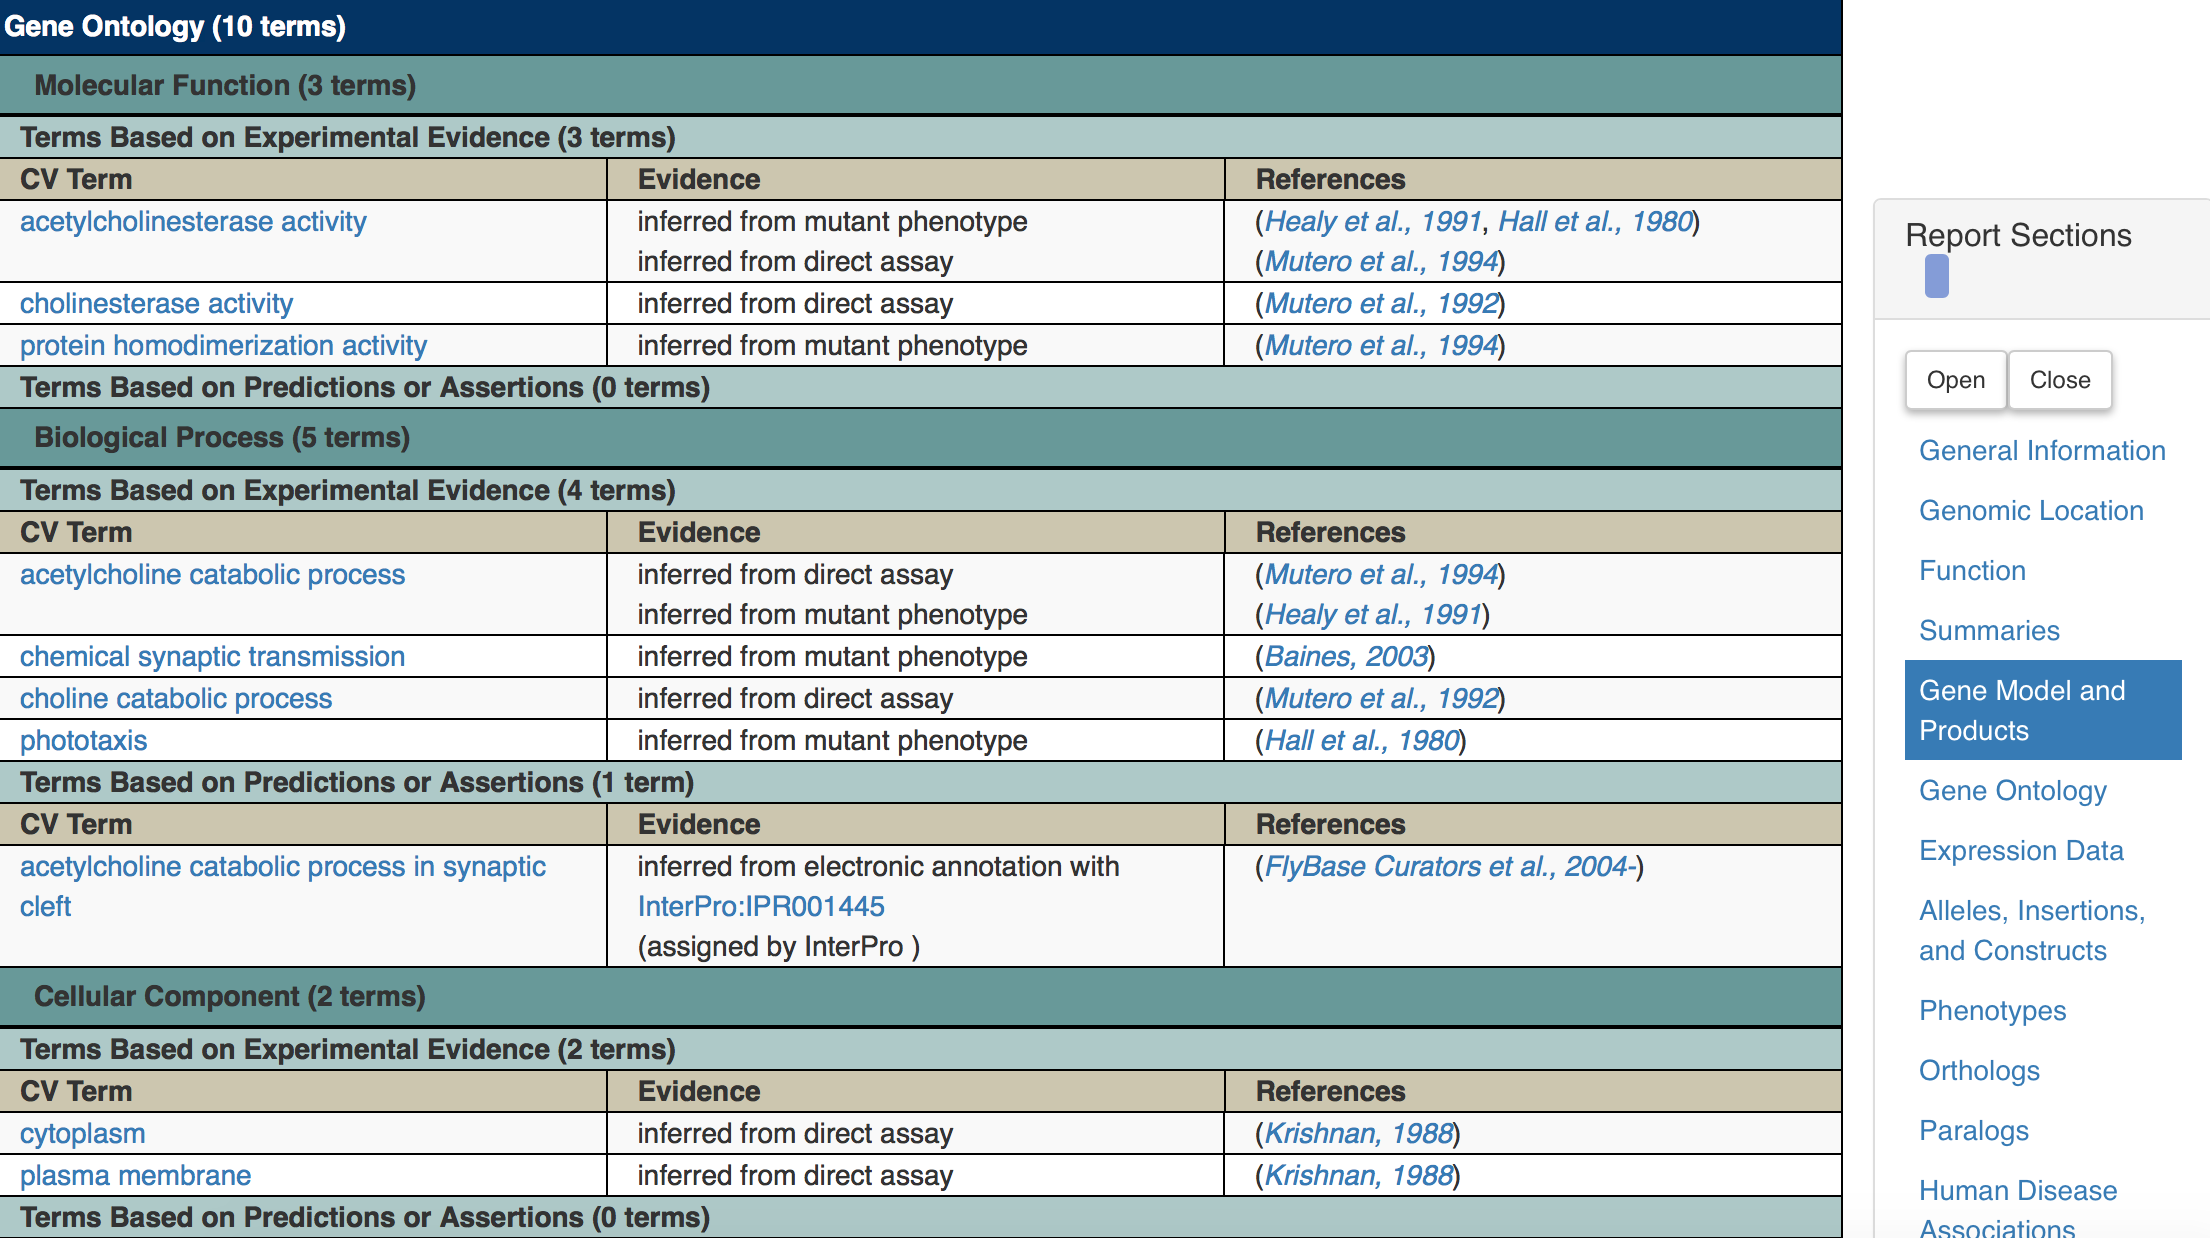 Gene Ontology (10 terms)
Molecular Function (3 terms)
Terms Based on Experimental Evidence (3 terms)
CV Term Evidence References
acetylcholinesterase activity inferred from mutant phenotype (Healy et al., 1991, Hall et al., 1980)
inferred from direct assay (Mutero et al., 1994)
cholinesterase activity inferred from direct assay (Mutero et al., 1992)
protein homodimerization activity inferred from mutant phenotype (Mutero et al., 1994)
Terms Based on Predictions or Assertions (0 terms)
Biological Process (5 terms)
Terms Based on Experimental Evidence (4 terms)
CV Term Evidence References
acetylcholine catabolic process inferred from direct assay (Mutero et al., 1994)
inferred from mutant phenotype (Healy et al., 1991)
chemical synaptic transmission inferred from mutant phenotype (Baines, 2003)
choline catabolic process inferred from direct assay (Mutero et al., 1992)
phototaxis inferred from mutant phenotype (Hall et al., 1980)
Terms Based on Predictions or Assertions (1 term)
CV Term Evidence References
acetylcholine catabolic process in synaptic inferred from electronic annotation with (FlyBase Curators et al., 2004-)
cleft InterPro:IPR001445
(assigned by InterPro )
Cellular Component (2 terms)
Terms Based on Experimental Evidence (2 terms)
CV Term Evidence References
cytoplasm inferred from direct assay (Krishnan, 1988)
plasma membrane inferred from direct assay (Krishnan, 1988)
Terms Based on Predictions or Assertions (0 terms)
Report Sections
Open Close
General Information
Genomic Location
Function
Summaries
Gene Model and
Products
Gene Ontology
Expression Data
Alleles, Insertions,
and Constructs
Phenotypes
Orthologs
Paralogs
Human Disease
Associations